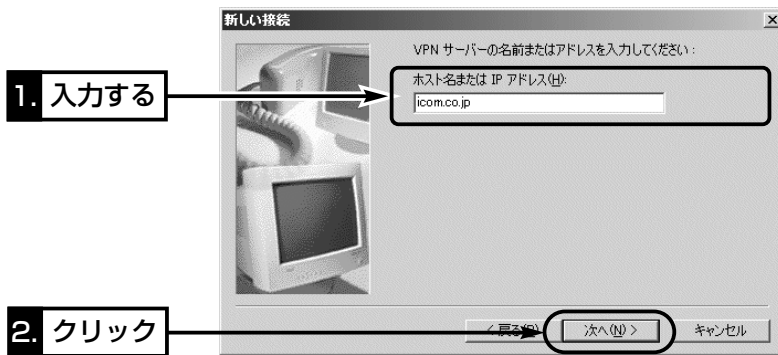 新しい接続
VPN サーバーの名前またはアドレスを入力してください:
ホスト名または IP アドレス(H):
icom.co.jp
1. 入力する
2. クリック
< 戻る(B)
次へ(N) >
キャンセル